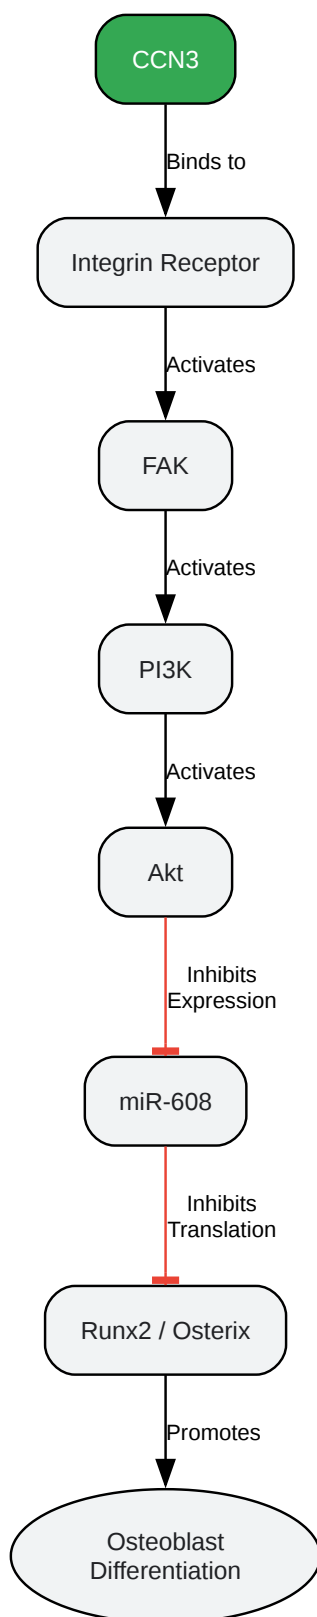 CCN3
Binds to
Integrin Receptor
Activates
FAK
Activates
PI3K
Activates
Akt
Inhibits
Expression
miR-608
Inhibits
Translation
Runx2 / Osterix
Promotes
Osteoblast
Differentiation